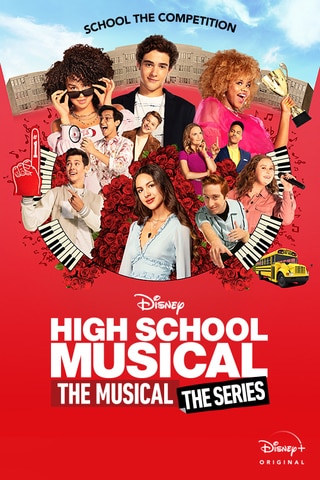 SCHOOL THE COMPETITION
Disney
HIGH SCHOOL
MUSICAL
THE MUSICAL THE SERIES
Disney+
ORIGINAL